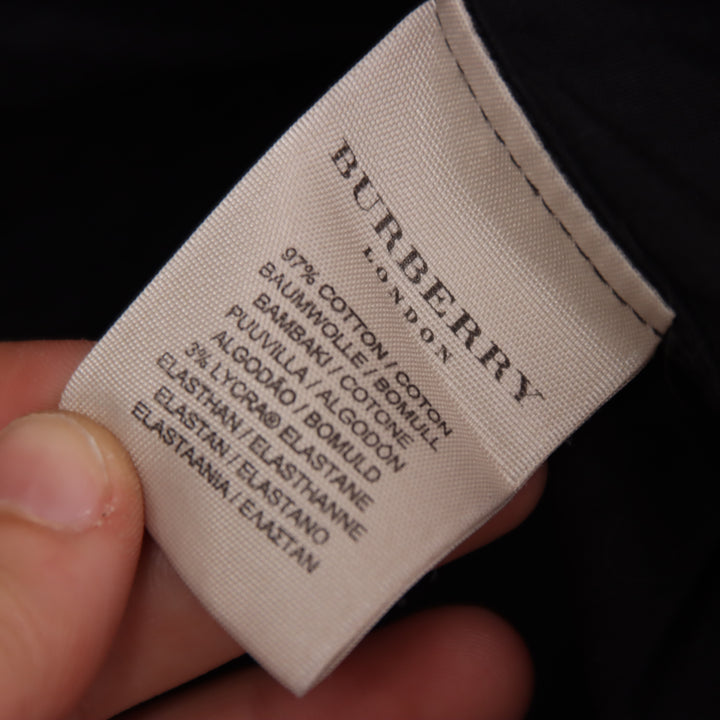 BURBERRY
LONDON
97% COTTON / COTON
BAUMWOLLE / BOMULL
BAMBAKI / COTONE
PUUVILLA / ALGODÓN
ALGODÃO / BOMULD
3% LYCRA® ELASTANE
ELASTHAN / ELASTHANNE
ELASTAN / ELASTANO
ELASTAANIA / ΕΛΑΣΤΑΝ